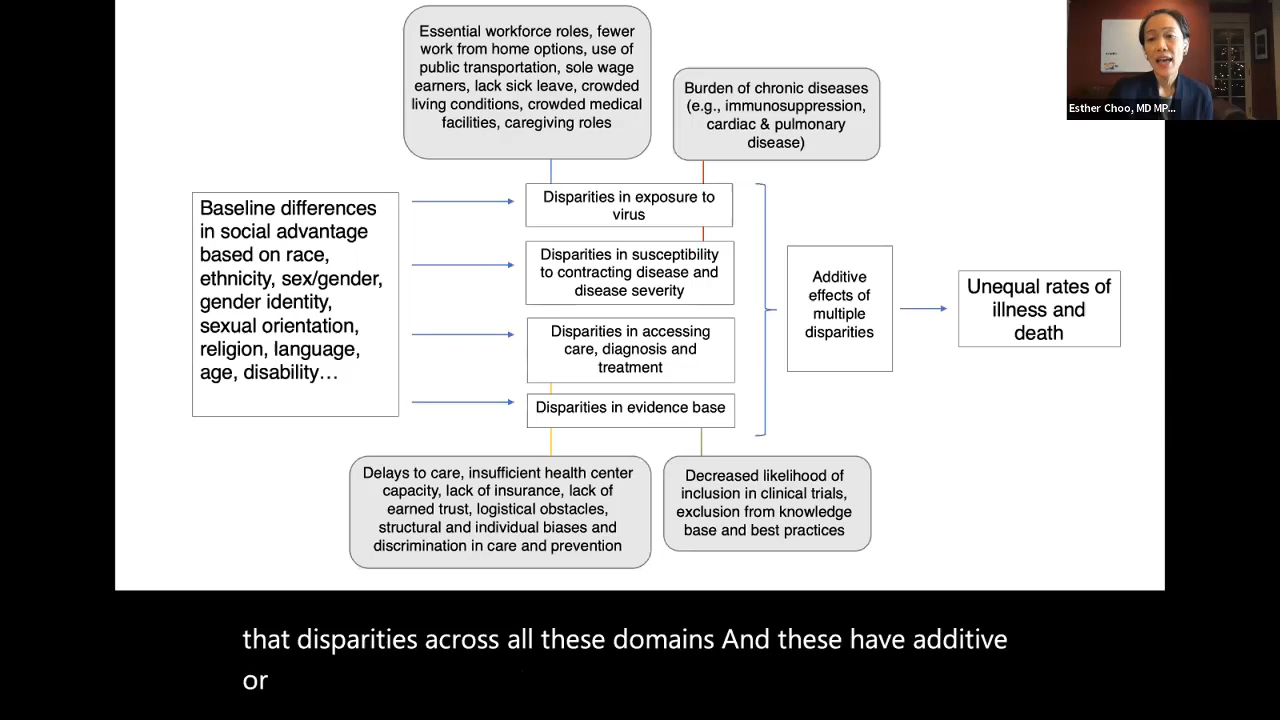 Essential workforce roles, fewer
work from home options, use of
public transportation, sole wage
earners, lack sick leave, crowded
living conditions, crowded medical
facilities, caregiving roles
Burden of chronic diseases
(e.g., immunosuppression,
cardiac & pulmonary
disease)
Esther Choo, MD MP...
Baseline differences
in social advantage
based on race,
ethnicity, sex/gender,
gender identity,
sexual orientation,
religion, language,
age, disability…
Disparities in exposure to
virus
Disparities in susceptibility
to contracting disease and
disease severity
Disparities in accessing
care, diagnosis and
treatment
Disparities in evidence base
Additive
effects of
multiple
disparities
Unequal rates of
illness and
death
Delays to care, insufficient health center
capacity, lack of insurance, lack of
earned trust, logistical obstacles,
structural and individual biases and
discrimination in care and prevention
Decreased likelihood of
inclusion in clinical trials,
exclusion from knowledge
base and best practices
that disparities across all these domains And these have additive
or